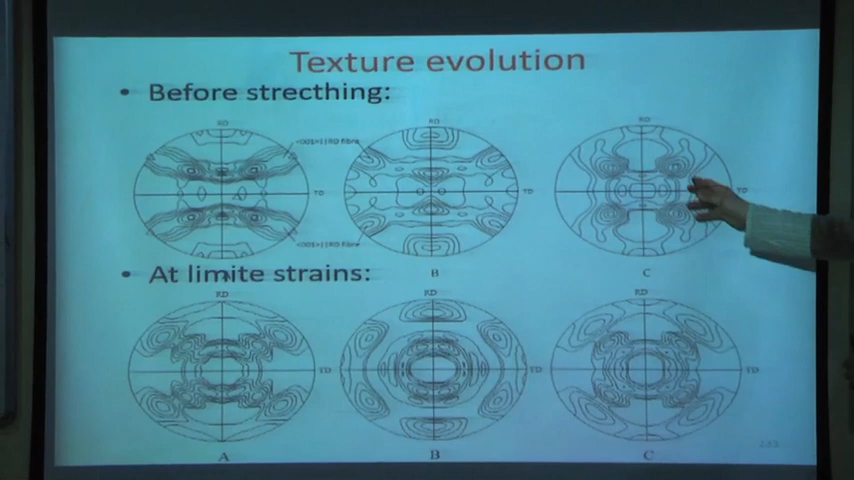 Texture evolution
• Before strecthing:
RD RD RD
<001>||RD fibre
TD TD TD
<001>||RD fibre
B C
• At limite strains:
RD RD RD
TD TD TD
A B C